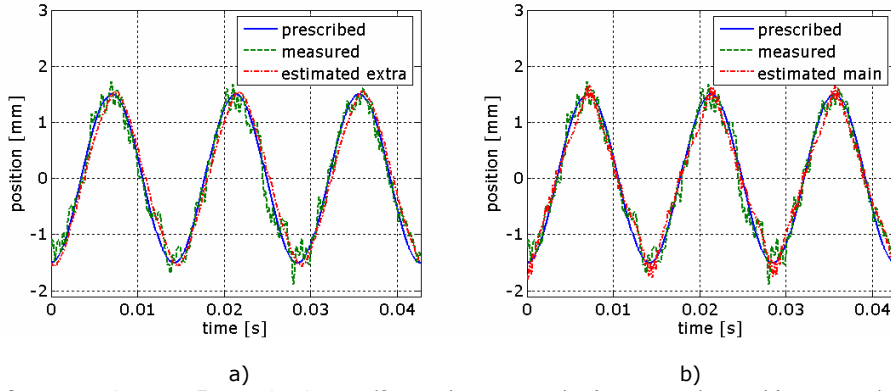 3
2
1
0
-1
-2
position [mm]
0
0.01
0.02
0.03
0.04
time [s]
prescribed
measured
estimated extra
a)
3
2
1
0
-1
-2
position [mm]
0
0.01
0.02
0.03
0.04
time [s]
prescribed
measured
estimated main
b)